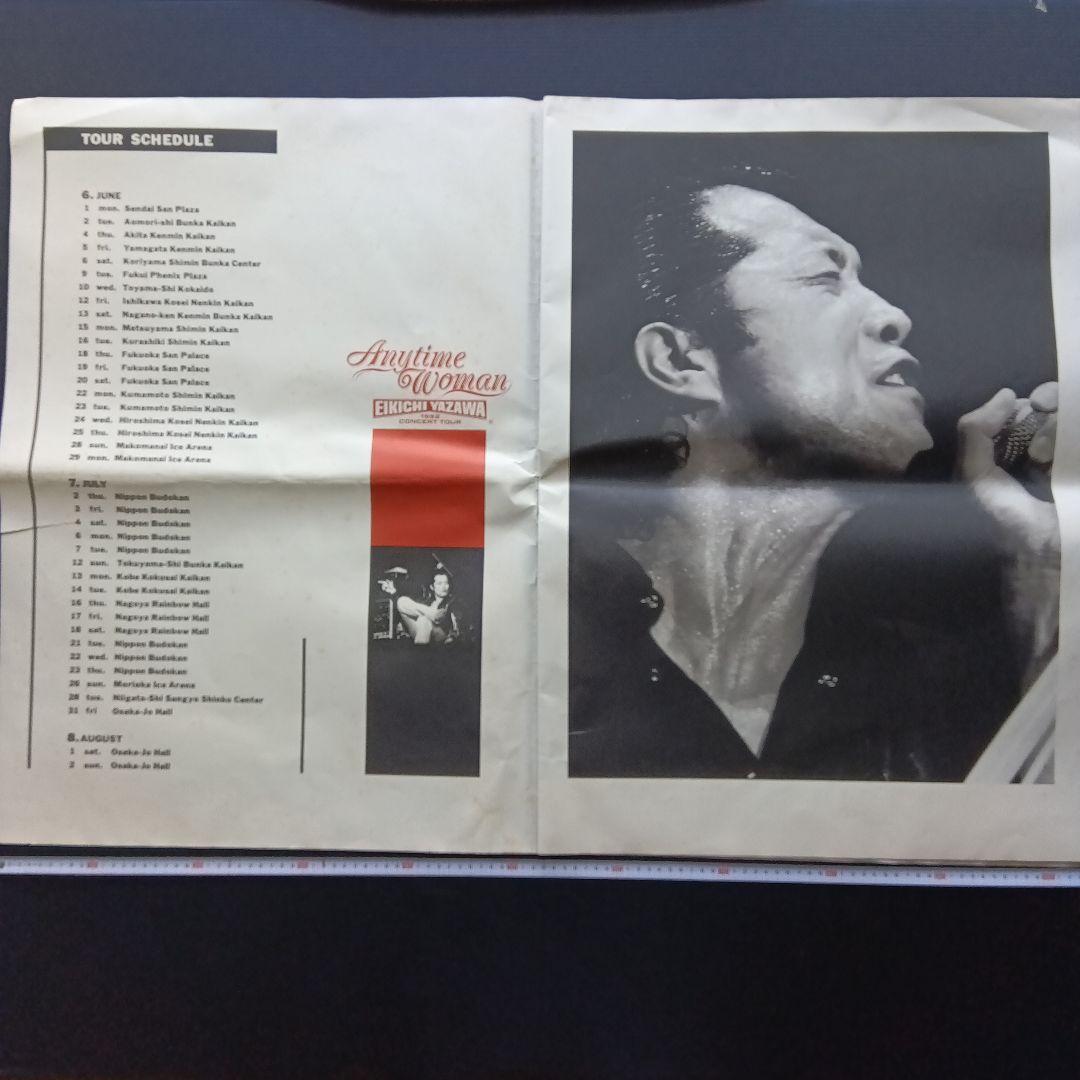 TOUR SCHEDULE
6. JUNE
1 mon. Sendai Sun Plaza
2 tue. Aomori-shi Bunka Kaikan
4 thu. Akita Kenmin Kaikan
5 fri. Yamagata Kenmin Kaikan
6 sat. Koriyama Shimin Bunka Center
9 tue. Fukui Phenix Plaza
10 wed. Toyama-Shi Kokaido
12 fri. Ishikawa Kosei Nenkin Kaikan
13 sat. Nagano-ken Kenmin Bunka Kaikan
15 mon. Matsuyama Shimin Kaikan
16 tue. Kurashiki Shimin Kaikan
18 thu. Fukuoka Sun Palace
19 fri. Fukuoka Sun Palace
20 sat. Fukuoka Sun Palace
22 mon. Kumamoto Shimin Kaikan
23 tue. Kumamoto Shimin Kaikan
24 wed. Hiroshima Kosei Nenkin Kaikan
25 thu. Hiroshima Kosei Nenkin Kaikan
28 sun. Makomanai Ice Arena
29 mon. Makomanai Ice Arena
7. JULY
2 thu. Nippon Budokan
3 fri. Nippon Budokan
4 sat. Nippon Budokan
6 mon. Nippon Budokan
7 tue. Nippon Budokan
12 sun. Tokuyama-Shi Bunka Kaikan
13 mon. Kobe Kokusai Kaikan
14 tue. Kobe Kokusai Kaikan
16 thu. Nagoya Rainbow Hall
17 fri. Nagoya Rainbow Hall
18 sat. Nagoya Rainbow Hall
21 tue. Nippon Budokan
22 wed. Nippon Budokan
23 thu. Nippon Budokan
26 sun. Morioka Ice Arena
28 tue. Niigata-Shi Sangyo Shinko Center
31 fri Osaka-Jo Hall
8. AUGUST
1 sat. Osaka-Jo Hall
2 sun. Osaka-Jo Hall
Anytime
Woman
EIKICHI YAZAWA
1992
CONCERT TOUR